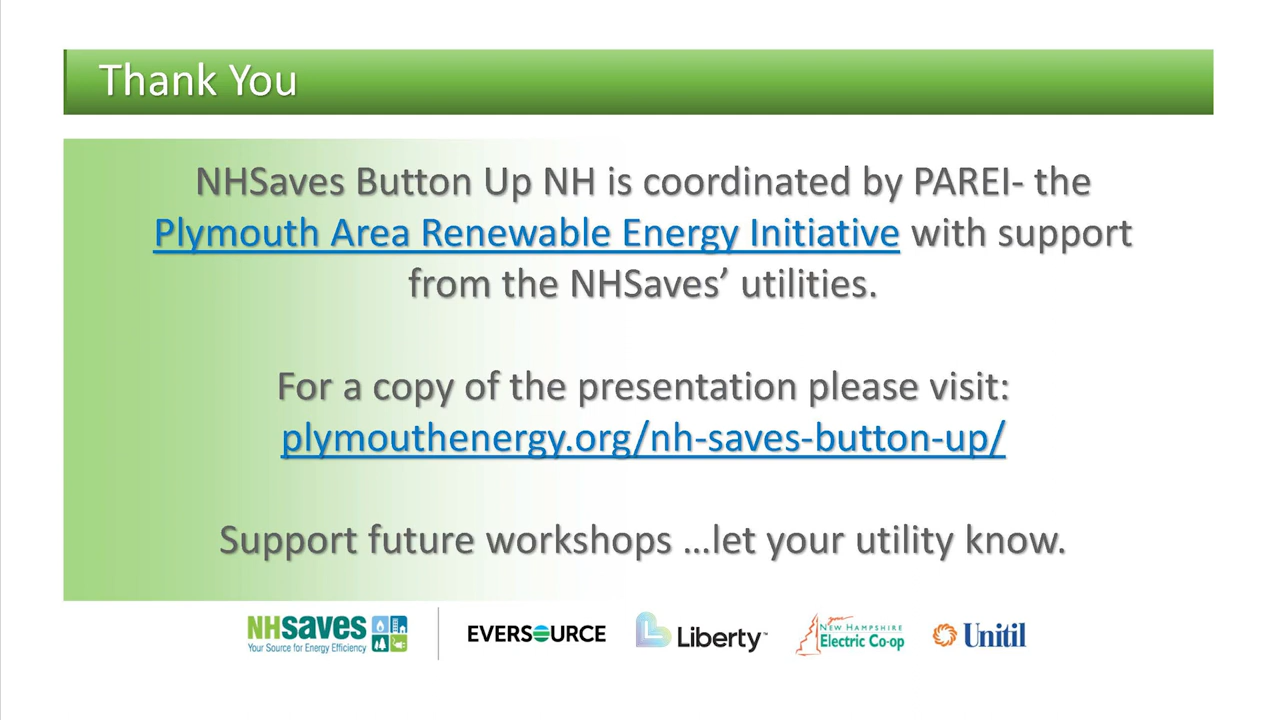 Thank You
NHSaves Button Up NH is coordinated by PAREI- the
Plymouth Area Renewable Energy Initiative with support
from the NHSaves’ utilities.
For a copy of the presentation please visit:
plymouthenergy.org/nh-saves-button-up/
Support future workshops …let your utility know.
NHsaves
Your Source for Energy Efficiency
EVERSOURCE
Liberty™
New Hampshire
Electric Co-op
Unitil